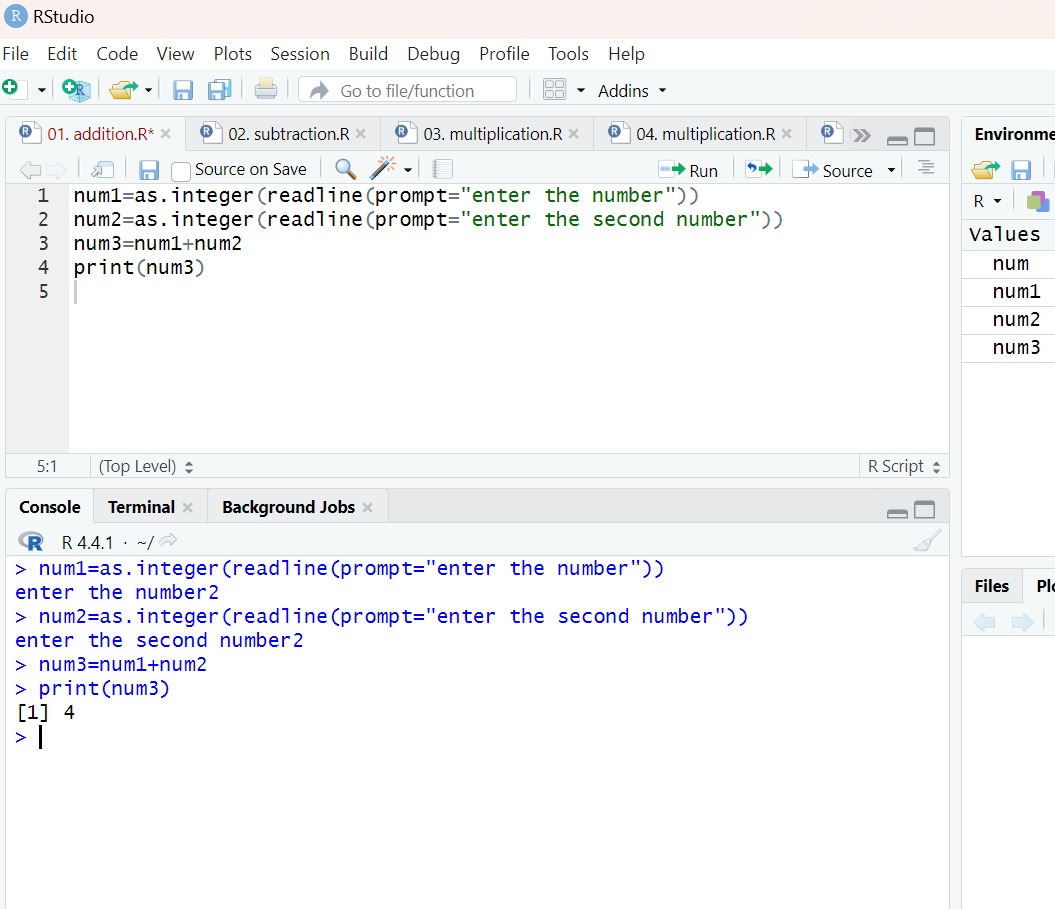 RStudio
File Edit Code View Plots Session Build Debug Profile Tools Help
Go to file/function Addins
01. addition.R* 02. subtraction.R 03. multiplication.R 04. multiplication.R
Source on Save Run Source
1 num1=as.integer(readline(prompt="enter the number"))
2 num2=as.integer(readline(prompt="enter the second number"))
3 num3=num1+num2
4 print(num3)
5
5:1 (Top Level) R Script
Console Terminal Background Jobs
R 4.4.1 · ~/
> num1=as.integer(readline(prompt="enter the number"))
enter the number2
> num2=as.integer(readline(prompt="enter the second number"))
enter the second number2
> num3=num1+num2
> print(num3)
[1] 4
>
Environme
R
Values
num
num1
num2
num3
Files Plo